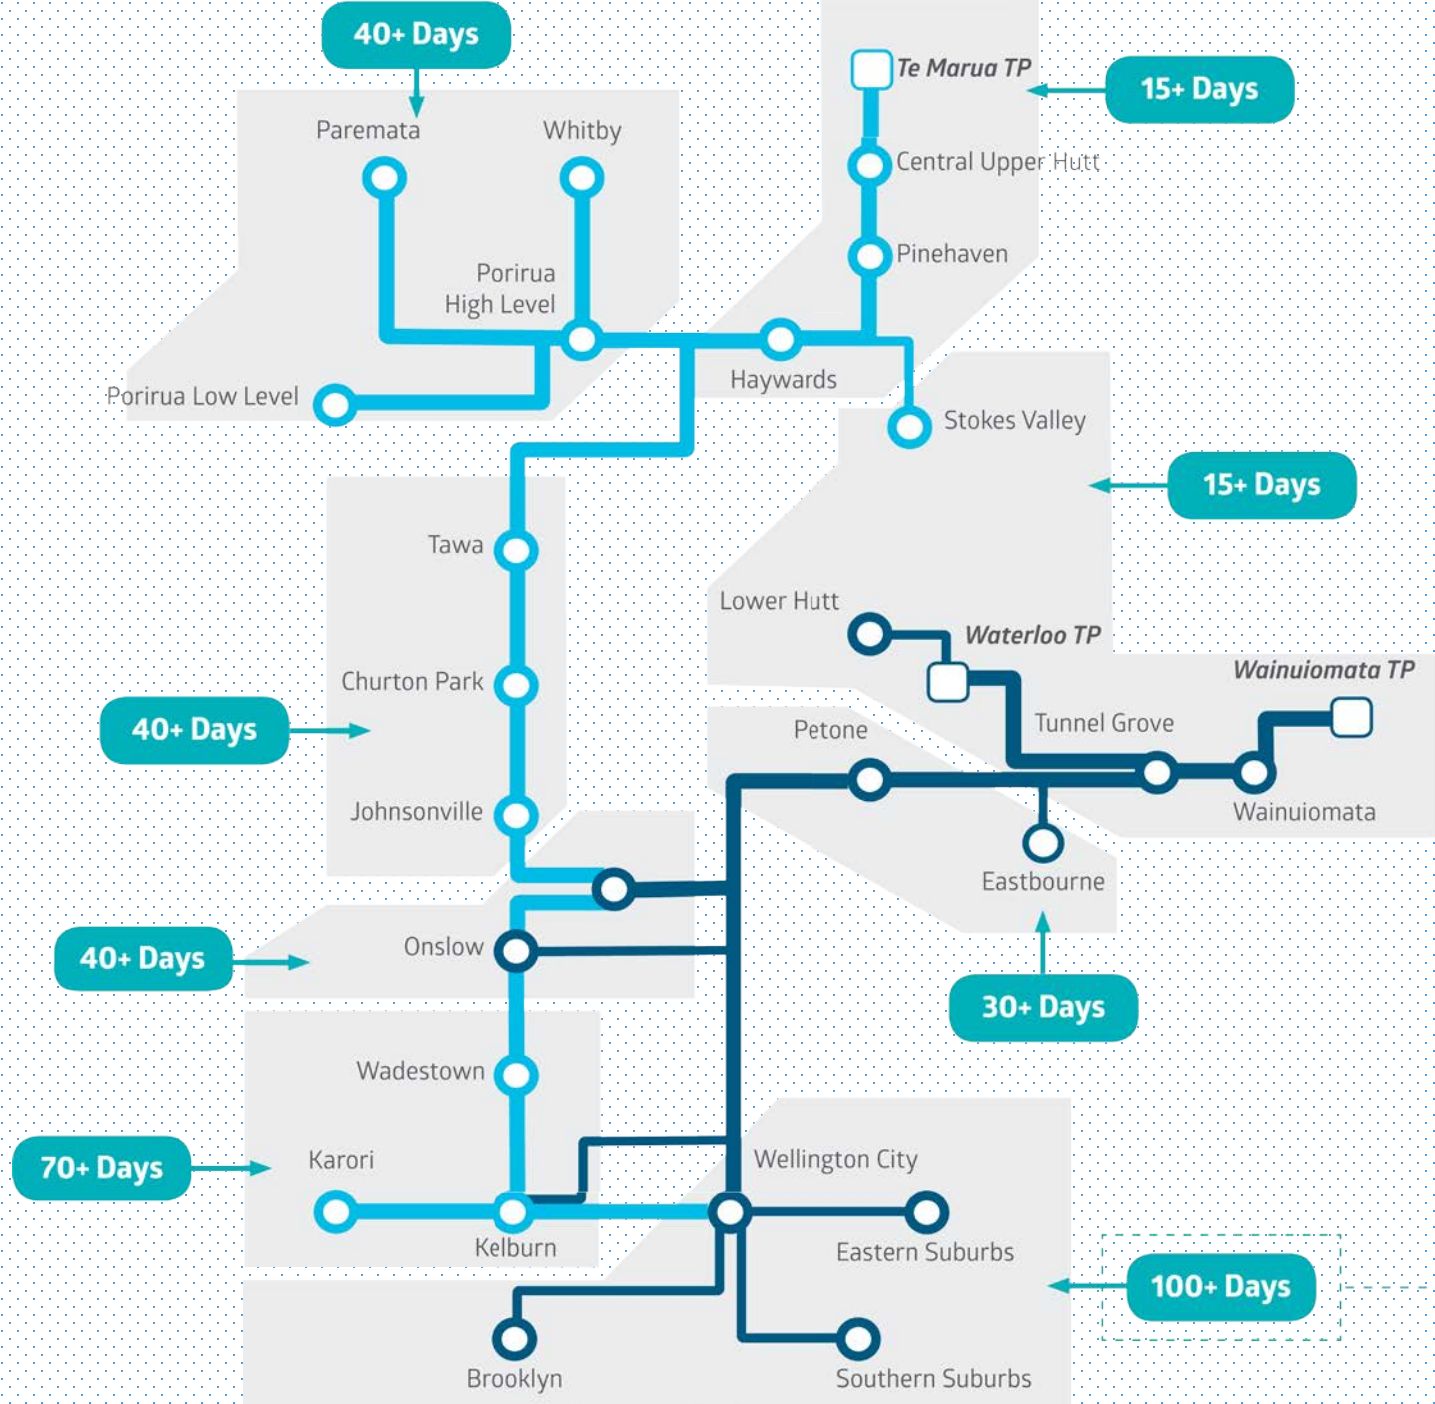 40+ Days
Te Marua TP
15+ Days
Paremata
Whitby
Central Upper Hutt
Pinehaven
Porirua
High Level
Haywards
Porirua Low Level
Stokes Valley
15+ Days
Tawa
Lower Hutt
Waterloo TP
Wainuiomata TP
Churton Park
40+ Days
Petone
Tunnel Grove
Johnsonville
Wainuiomata
Eastbourne
Onslow
40+ Days
30+ Days
Wadestown
70+ Days
Karori
Wellington City
Kelburn
Eastern Suburbs
100+ Days
Brooklyn
Southern Suburbs